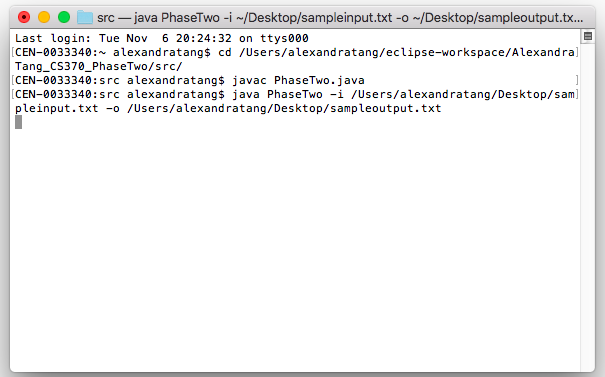 src — java PhaseTwo -i ~/Desktop/sampleinput.txt -o ~/Desktop/sampleoutput.tx...
Last login: Tue Nov  6 20:24:32 on ttys000
[CEN-0033340:~ alexandratang$ cd /Users/alexandratang/eclipse-workspace/Alexandra]
Tang_CS370_PhaseTwo/src/
[CEN-0033340:src alexandratang$ javac PhaseTwo.java ]
[CEN-0033340:src alexandratang$ java PhaseTwo -i /Users/alexandratang/Desktop/sam]
pleinput.txt -o /Users/alexandratang/Desktop/sampleoutput.txt